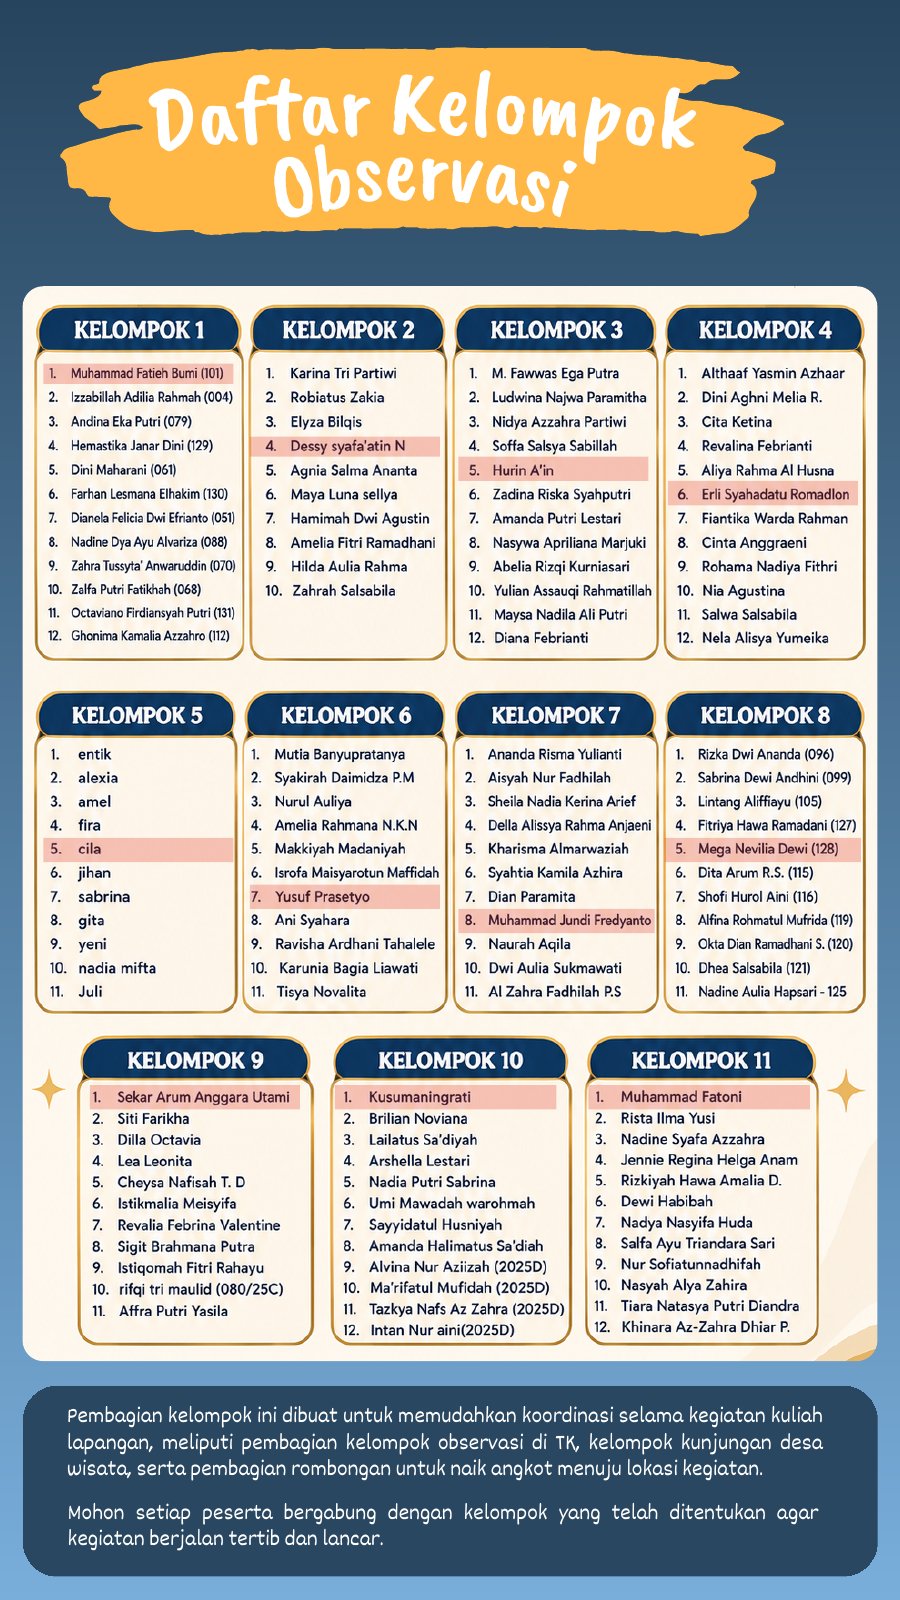 Daftar Kelompok
Observasi
KELOMPOK 1
1. Muhammad Fatieh Bumi (101)
2. Izzabillah Adilia Rahmah (004)
3. Andina Eka Putri (079)
4. Hemastika Janar Dini (129)
5. Dini Maharani (061)
6. Farhan Lesmana Elhakim (130)
7. Dianela Felicia Dwi Efrianto (051)
8. Nadine Dya Ayu Alvariza (088)
9. Zahra Tussyta' Anwaruddin (070)
10. Zalfa Putri Fatikhah (068)
11. Octaviano Firdiansyah Putri (131)
12. Ghonima Kamalia Azzahro (112)
KELOMPOK 2
1. Karina Tri Partiwi
2. Robiatus Zakia
3. Elyza Bilqis
4. Dessy syafa'atin N
5. Agnia Salma Ananta
6. Maya Luna sellya
7. Hamimah Dwi Agustin
8. Amelia Fitri Ramadhani
9. Hilda Aulia Rahma
10. Zahrah Salsabila
KELOMPOK 3
1. M. Fawwas Ega Putra
2. Ludwina Najwa Paramitha
3. Nidya Azzahra Partiwi
4. Soffa Salsya Sabillah
5. Hurin A'in
6. Zadina Riska Syahputri
7. Amanda Putri Lestari
8. Nasywa Apriliana Marjuki
9. Abelia Rizqi Kurniasari
10. Yulian Assauqi Rahmatillah
11. Maysa Nadila Ali Putri
12. Diana Febrianti
KELOMPOK 4
1. Althaaf Yasmin Azhaar
2. Dini Aghni Melia R.
3. Cita Ketina
4. Revalina Febrianti
5. Aliya Rahma Al Husna
6. Erli Syahadatu Romadlon
7. Fiantika Warda Rahman
8. Cinta Anggraeni
9. Rohama Nadiya Fithri
10. Nia Agustina
11. Salwa Salsabila
12. Nela Alisya Yumeika
KELOMPOK 5
1. entik
2. alexia
3. amel
4. fira
5. cila
6. jihan
7. sabrina
8. gita
9. yeni
10. nadia mifta
11. Juli
KELOMPOK 6
1. Mutia Banyupratanya
2. Syakirah Daimidza P.M
3. Nurul Auliya
4. Amelia Rahmana N.K.N
5. Makkiyah Madaniyah
6. Isrofa Maisyarotun Maffidah
7. Yusuf Prasetyo
8. Ani Syahara
9. Ravisha Ardhani Tahalele
10. Karunia Bagia Liawati
11. Tisya Novalita
KELOMPOK 7
1. Ananda Risma Yulianti
2. Aisyah Nur Fadhilah
3. Sheila Nadia Kerina Arief
4. Della Alissya Rahma Anjaeni
5. Kharisma Almarwaziah
6. Syahtia Kamila Azhira
7. Dian Paramita
8. Muhammad Jundi Fredyanto
9. Naurah Aqila
10. Dwi Aulia Sukmawati
11. Al Zahra Fadhilah P.S
KELOMPOK 8
1. Rizka Dwi Ananda (096)
2. Sabrina Dewi Andhini (099)
3. Lintang Aliffiayu (105)
4. Fitriya Hawa Ramadani (127)
5. Mega Nevilia Dewi (128)
6. Dita Arum R.S. (115)
7. Shofi Hurol Aini (116)
8. Alfina Rohmatul Mufrida (119)
9. Okta Dian Ramadhani S. (120)
10. Dhea Salsabila (121)
11. Nadine Aulia Hapsari - 125
KELOMPOK 9
1. Sekar Arum Anggara Utami
2. Siti Farikha
3. Dilla Octavia
4. Lea Leonita
5. Cheysa Nafisah T. D
6. Istikmalia Meisyifa
7. Revalia Febrina Valentine
8. Sigit Brahmana Putra
9. Istiqomah Fitri Rahayu
10. rifqi tri maulid (080/25C)
11. Affra Putri Yasila
KELOMPOK 10
1. Kusumaningrati
2. Brilian Noviana
3. Lailatus Sa'diyah
4. Arshella Lestari
5. Nadia Putri Sabrina
6. Umi Mawadah warohmah
7. Sayyidatul Husniyah
8. Amanda Halimatus Sa'diah
9. Alvina Nur Aziizah (2025D)
10. Ma'rifatul Mufidah (2025D)
11. Tazkya Nafs Az Zahra (2025D)
12. Intan Nur aini(2025D)
KELOMPOK 11
1. Muhammad Fatoni
2. Rista Ilma Yusi
3. Nadine Syafa Azzahra
4. Jennie Regina Helga Anam
5. Rizkiyah Hawa Amalia D.
6. Dewi Habibah
7. Nadya Nasyifa Huda
8. Salfa Ayu Triandara Sari
9. Nur Sofiatunnadhifah
10. Nasyah Alya Zahira
11. Tiara Natasya Putri Diandra
12. Khinara Az-Zahra Dhiar P.
Pembagian kelompok ini dibuat untuk memudahkan koordinasi selama kegiatan kuliah
lapangan, meliputi pembagian kelompok observasi di TK, kelompok kunjungan desa
wisata, serta pembagian rombongan untuk naik angkot menuju lokasi kegiatan.
Mohon setiap peserta bergabung dengan kelompok yang telah ditentukan agar
kegiatan berjalan tertib dan lancar.